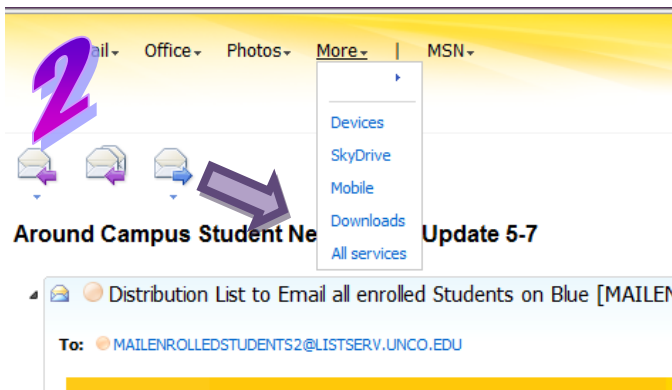 2
Office Photos More | MSN
Devices
SkyDrive
Mobile
Downloads
All services
Around Campus Student Ne Update 5-7
Distribution List to Email all enrolled Students on Blue [MAILEN
To: MAILENROLLEDSTUDENTS2@LISTSERV.UNCO.EDU